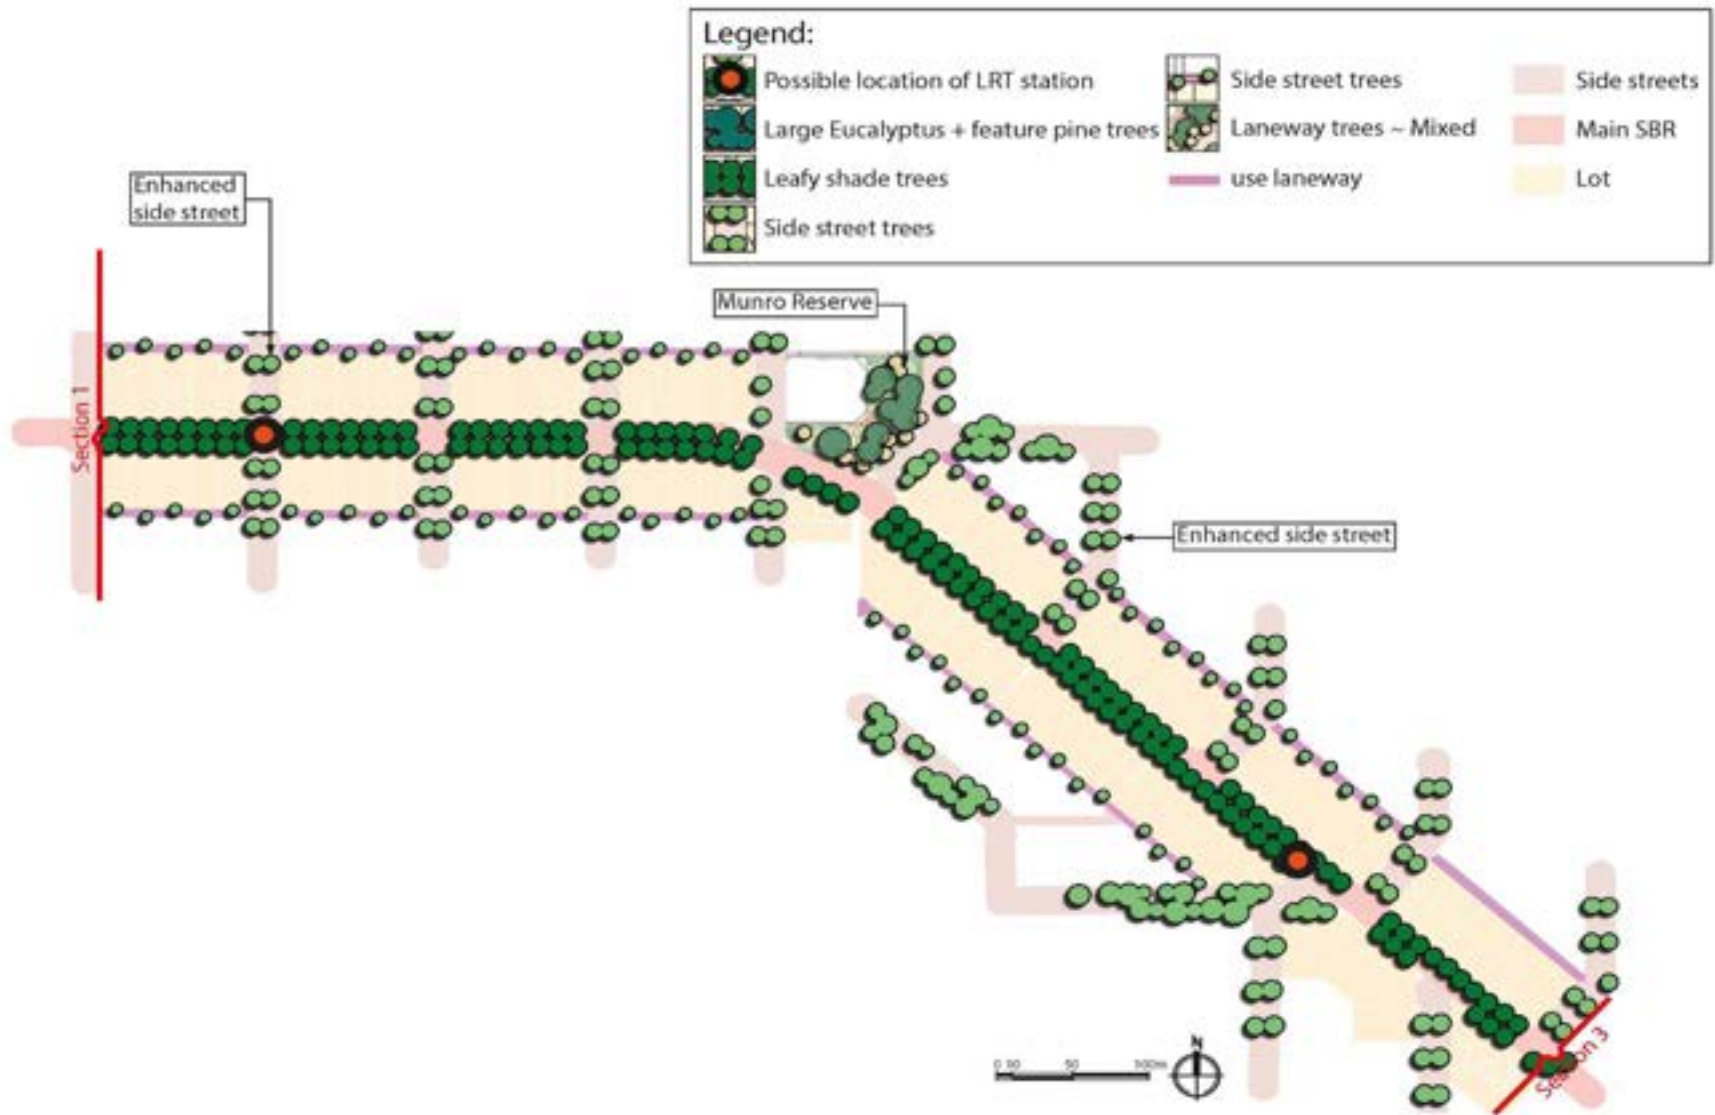 Legend:
Possible location of LRT station
Large Eucalyptus + feature pine trees
Leafy shade trees
Side street trees
Side street trees
Laneway trees ~ Mixed
use laneway
Side streets
Main SBR
Lot
Enhanced
side street
Munro Reserve
Section 1
Enhanced side street
N
50
Section 3